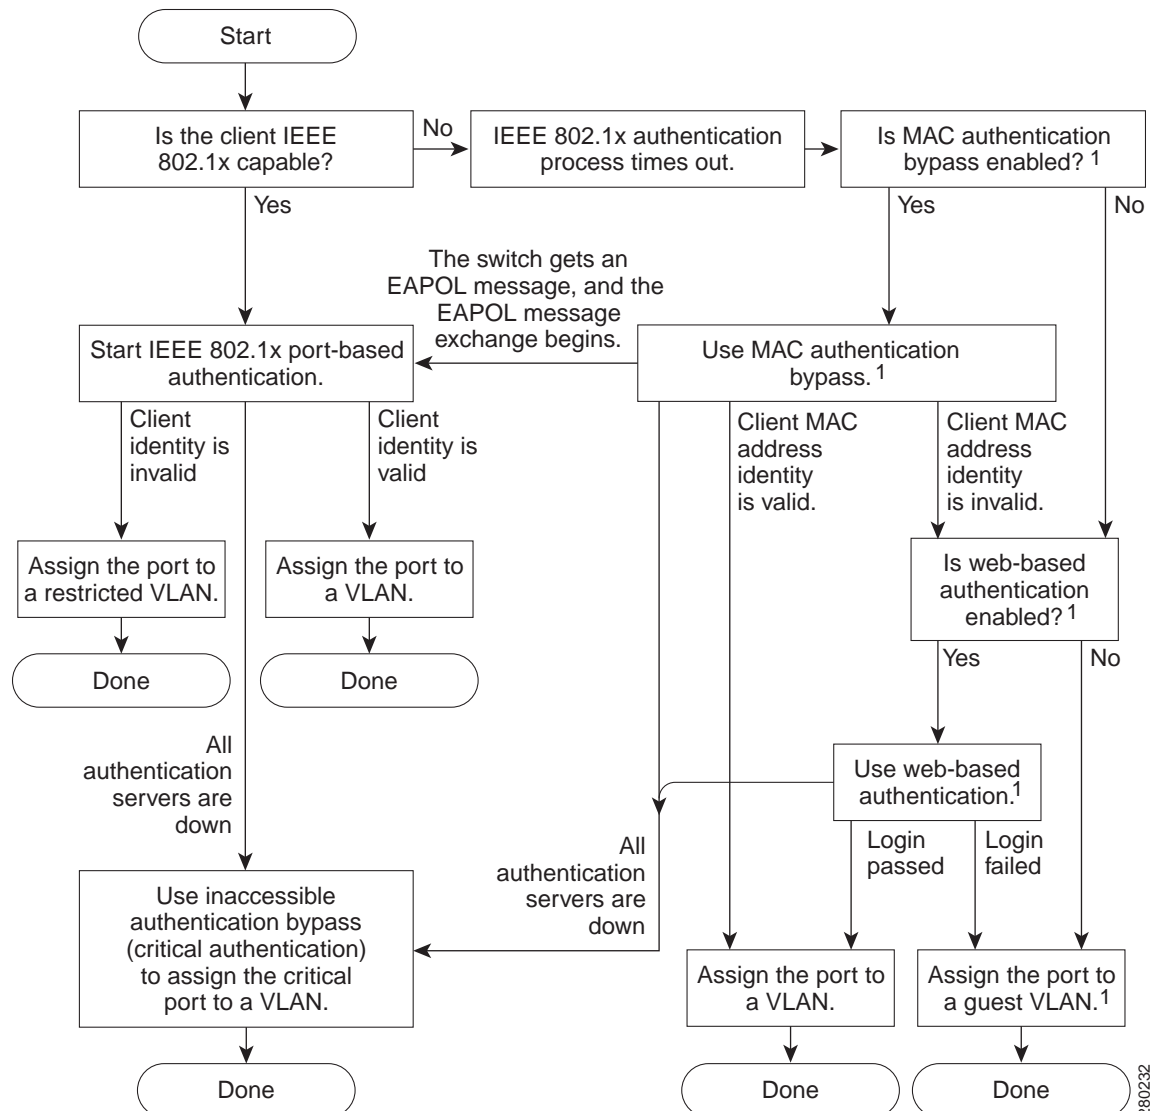 Start
Is the client IEEE
802.1x capable?
No
IEEE 802.1x authentication
process times out.
Is MAC authentication
bypass enabled? 1
Yes
Yes
No
The switch gets an
EAPOL message, and the
EAPOL message
exchange begins.
Start IEEE 802.1x port-based
authentication.
Use MAC authentication
bypass. 1
Client
identity is
invalid
Client
identity is
valid
Client MAC
address
identity
is valid.
Client MAC
address
identity
is invalid.
Assign the port to
a restricted VLAN.
Assign the port to
a VLAN.
Is web-based
authentication
enabled? 1
Done
Done
Yes
No
All
authentication
servers are
down
Use web-based
authentication.1
Login
passed
Login
failed
All
authentication
servers are
down
Use inaccessible
authentication bypass
(critical authentication)
to assign the critical
port to a VLAN.
Assign the port to
a VLAN.
Assign the port to
a guest VLAN.1
Done
Done
Done
280232